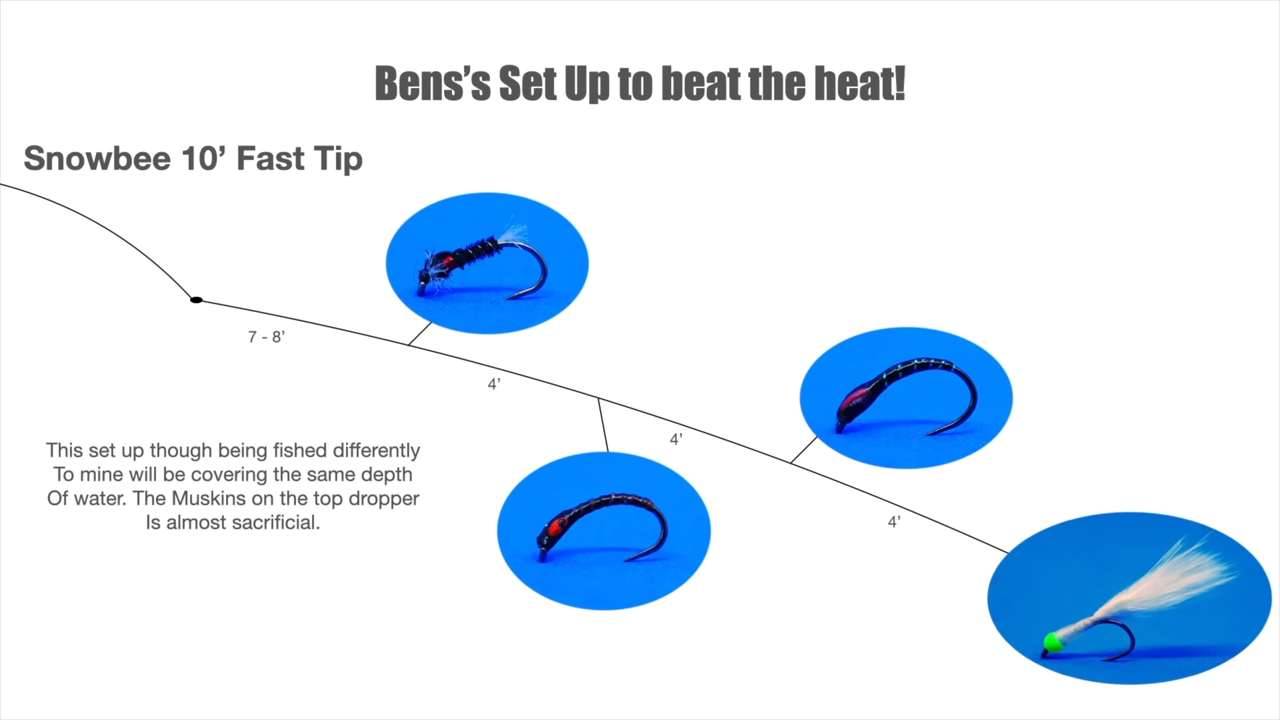 Bens’s Set Up to beat the heat!
Snowbee 10’ Fast Tip
7 - 8’
4’
4’
4’
This set up though being fished differently
To mine will be covering the same depth
Of water. The Muskins on the top dropper
Is almost sacrificial.